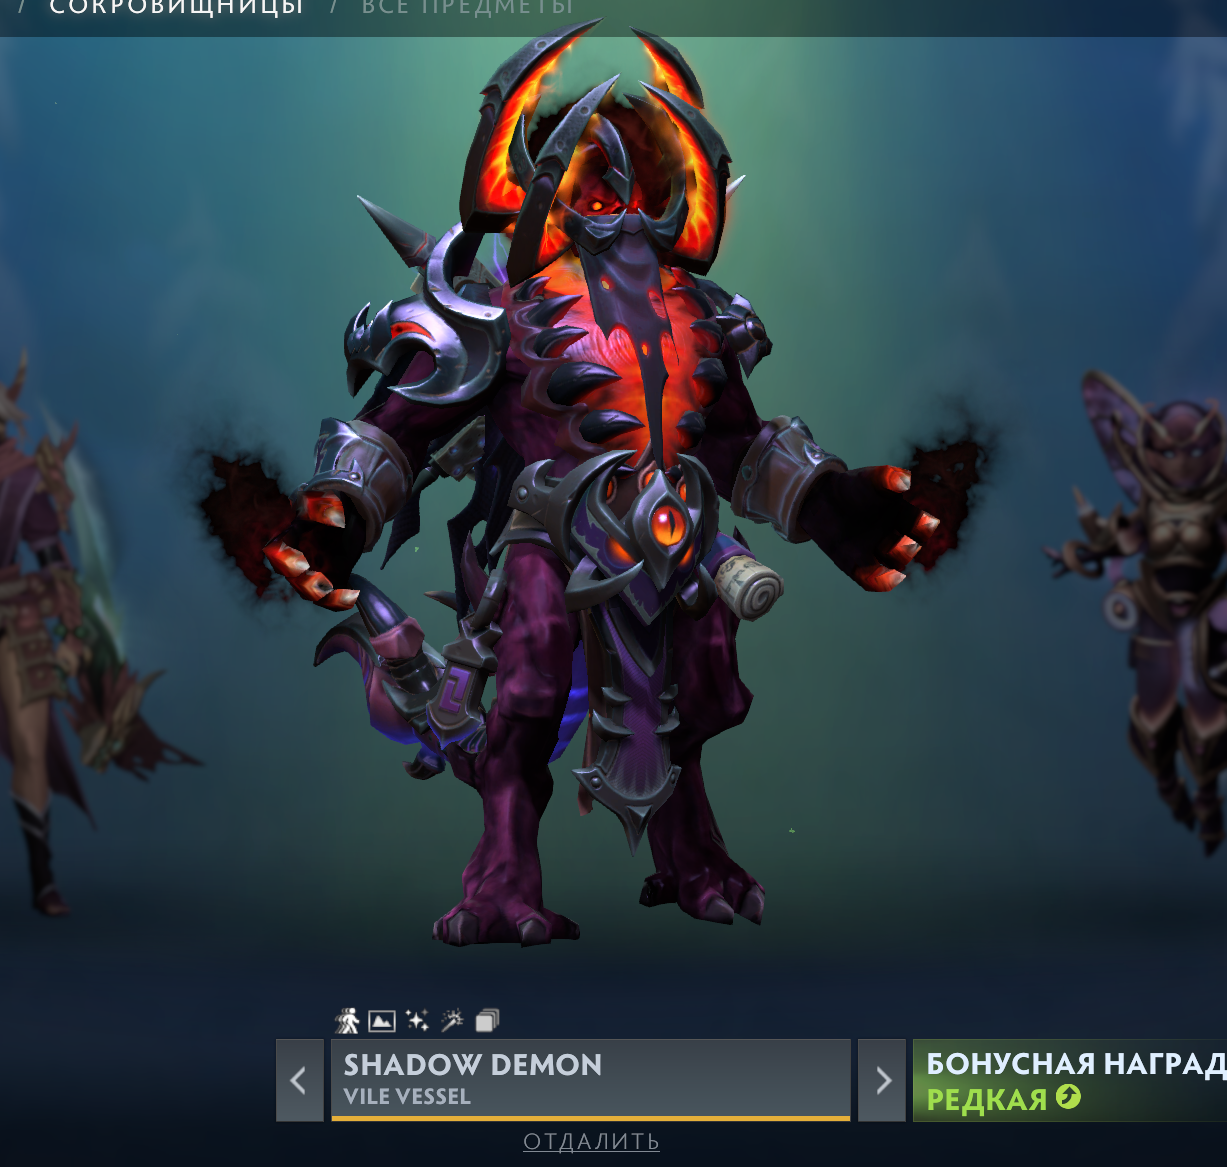 / СОКРОВИЩНИЦЫ / ВСЕ ПРЕДМЕТЫ
SHADOW DEMON
VILE VESSEL
БОНУСНАЯ НАГРАД
РЕДКАЯ
ОТДАЛИТЬ